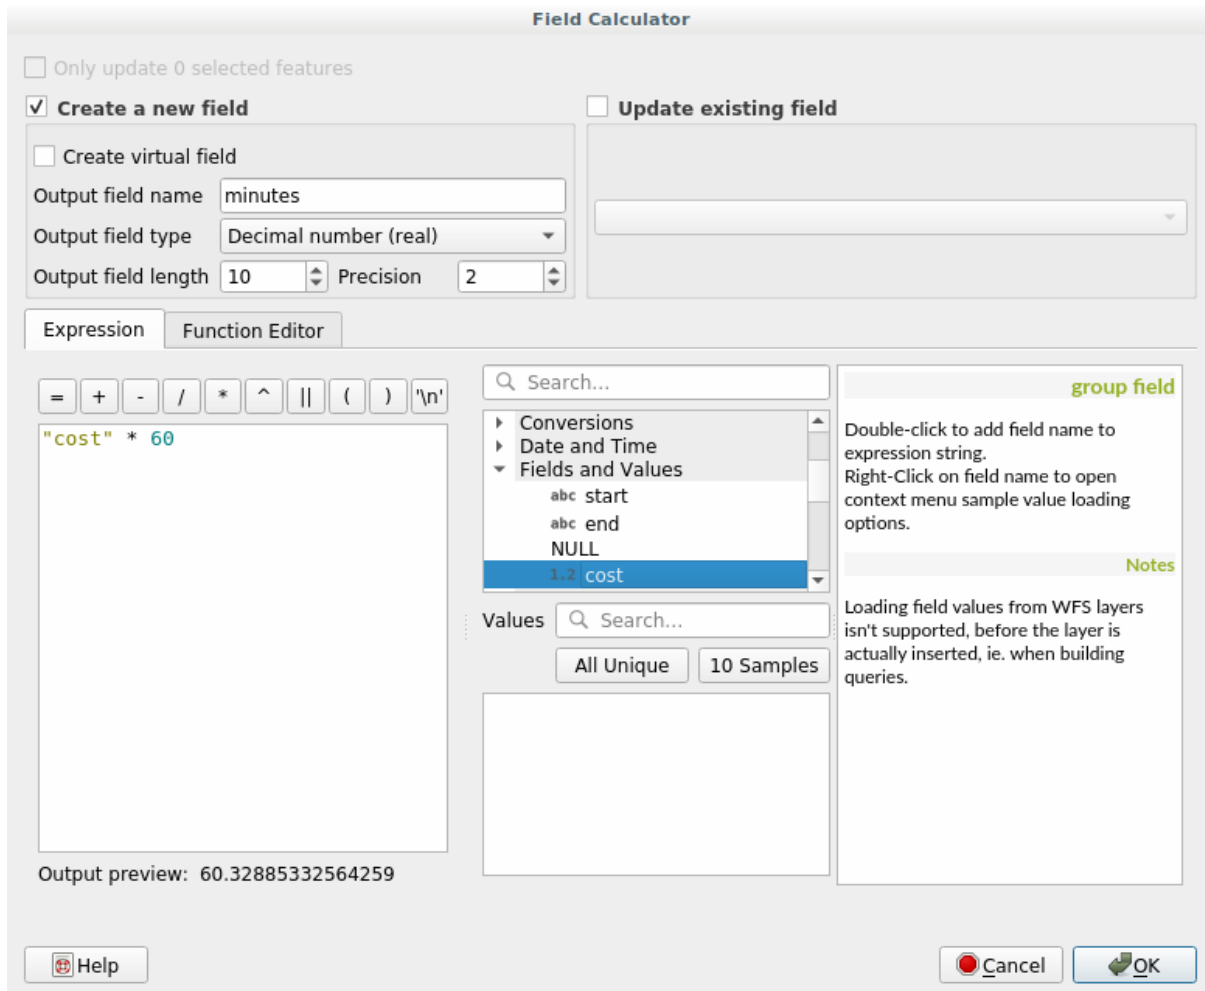 Field Calculator
Only update 0 selected features
Create a new field
Update existing field
Create virtual field
Output field name minutes
Output field type Decimal number (real)
Output field length 10 Precision 2
Expression Function Editor
= + - / * ^ || ( ) '\n'
"cost" * 60
Output preview: 60.32885332564259
Search...
Conversions
Date and Time
Fields and Values
abc start
abc end
NULL
1.2 cost
Values Search...
All Unique 10 Samples
group field
Double-click to add field name to
expression string.
Right-Click on field name to open
context menu sample value loading
options.
Notes
Loading field values from WFS layers
isn't supported, before the layer is
actually inserted, ie. when building
queries.
Help Cancel OK